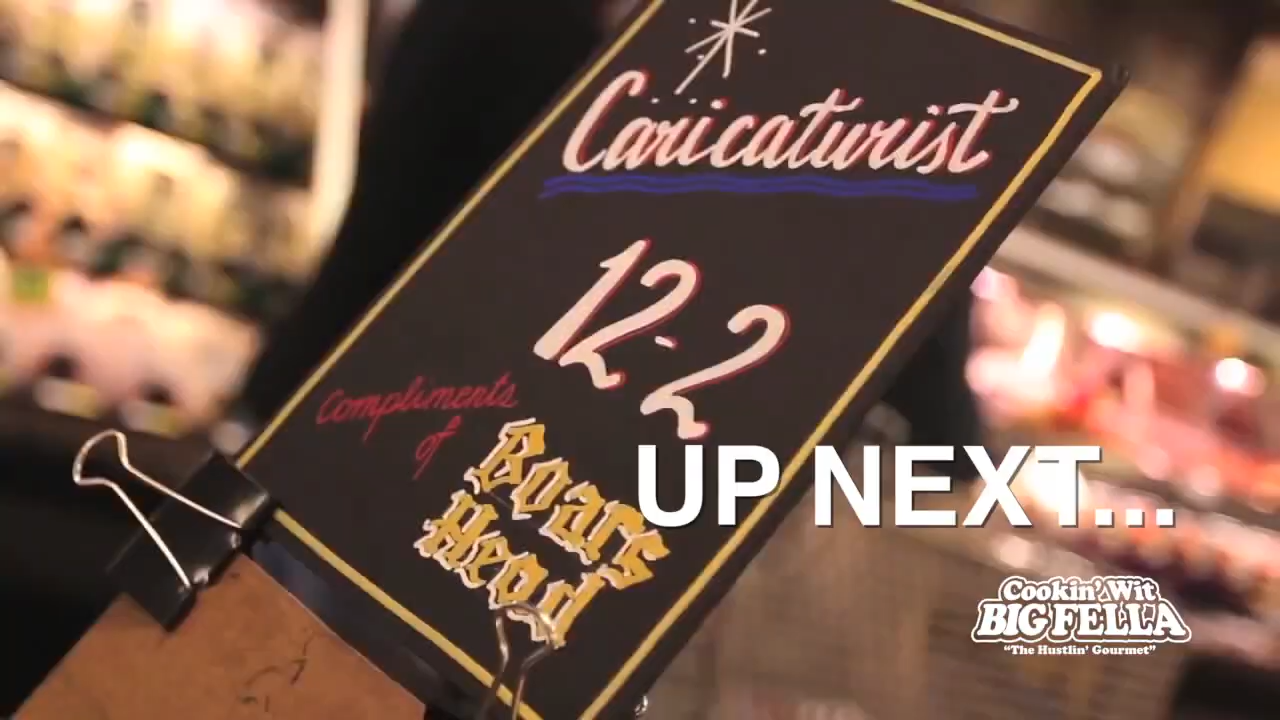 Caricaturist
12-2
Compliments
of
Boars
Head
UP NEXT...
Cookin' Wit
BIG FELLA
"The Hustlin' Gourmet"